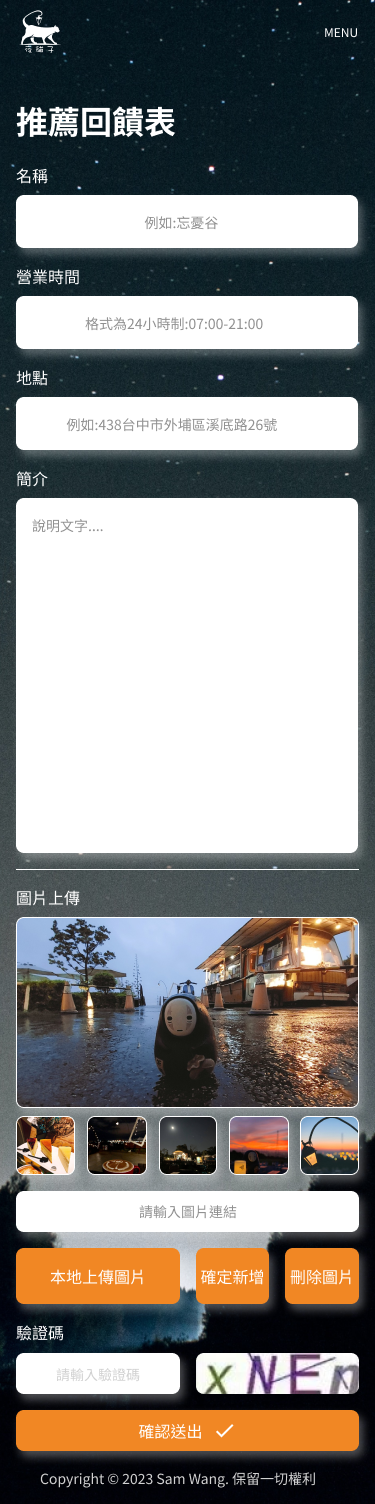 夜貓子
MENU
推薦回饋表
名稱
例如:忘憂谷
營業時間
格式為24小時制:07:00-21:00
地點
例如:438台中市外埔區溪底路26號
簡介
說明文字....
圖片上傳
請輸入圖片連結
本地上傳圖片 確定新增 刪除圖片
驗證碼
請輸入驗證碼 xNEn
確認送出
Copyright © 2023 Sam Wang. 保留一切權利